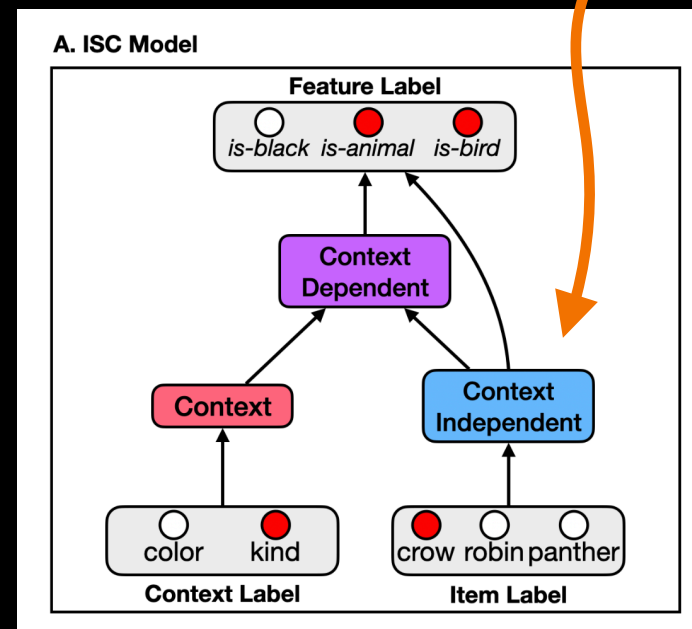 A. ISC Model
Feature Label
is-black is-animal is-bird
Context
Dependent
Context
Context
Independent
color kind
crow robin panther
Context Label
Item Label